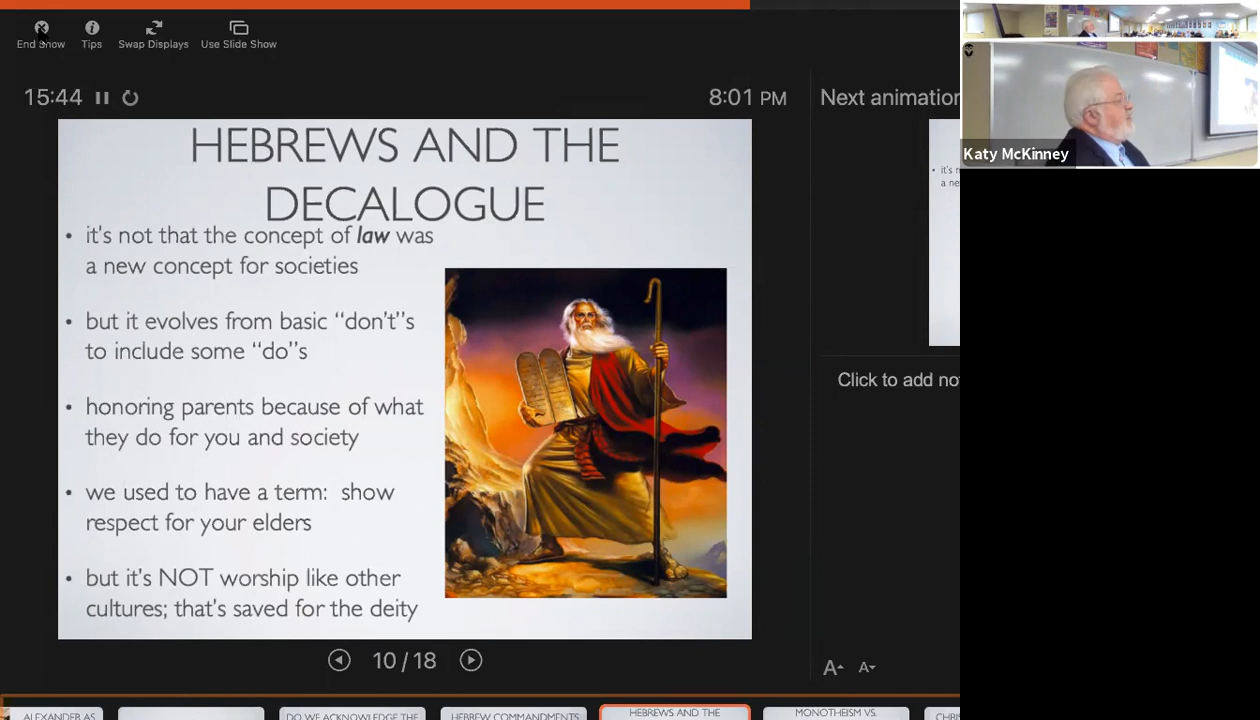 End Show
Tips
Swap Displays
Use Slide Show
15:44
8:01 PM
Next animation
HEBREWS AND THE
DECALOGUE
• it's not that the concept of law was
a new concept for societies
• but it evolves from basic “don't”s
to include some “do”s
• honoring parents because of what
they do for you and society
• we used to have a term: show
respect for your elders
• but it's NOT worship like other
cultures; that's saved for the deity
10 / 18
• it's n
a ne
Click to add no
A A
Katy McKinney
ALEXANDER AS
DO WE ACKNOWLEDGE THE
HEBREW COMMANDMENTS
HEBREWS AND THE
MONOTHEISM VS.
CHRIS